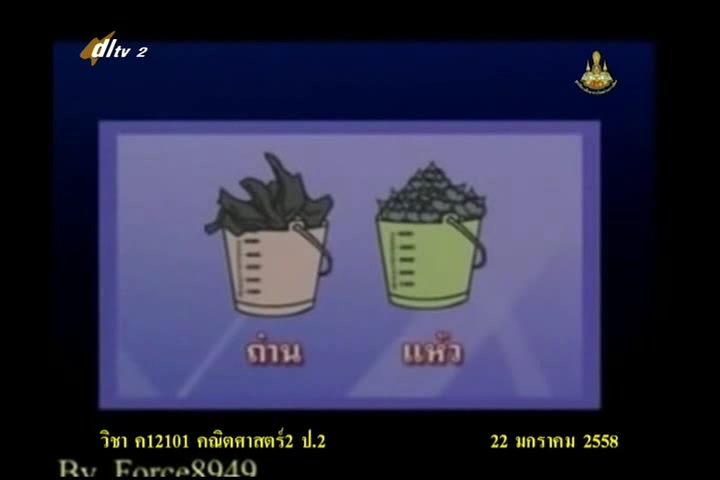 dltv 2
ถ่าน
แห้ว
วิชา ค12101 คณิตศาสตร์2 ป.2
22 มกราคม 2558
By Force8949